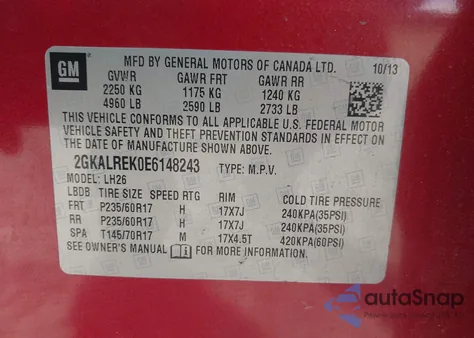 GM
MFD BY GENERAL MOTORS OF CANADA LTD. 10/13
GVWR GAWR FRT GAWR RR
2250 KG 1175 KG 1240 KG
4960 LB 2590 LB 2733 LB
THIS VEHICLE CONFORMS TO ALL APPLICABLE U.S. FEDERAL MOTOR
VEHICLE SAFETY AND THEFT PREVENTION STANDARDS IN EFFECT ON
THE DATE OF MANUFACTURE SHOWN ABOVE.
2GKALREK0E6148243 TYPE: M.P.V.
MODEL: LH26
LBDB TIRE SIZE SPEED RTG RIM COLD TIRE PRESSURE
FRT P235/60R17 H 17X7J 240KPA(35PSI)
RR P235/60R17 H 17X7J 240KPA(35PSI)
SPA T145/70R17 M 17X4.5T 420KPA(60PSI)
SEE OWNER'S MANUAL FOR MORE INFORMATION
autoSnap
POWERED BY